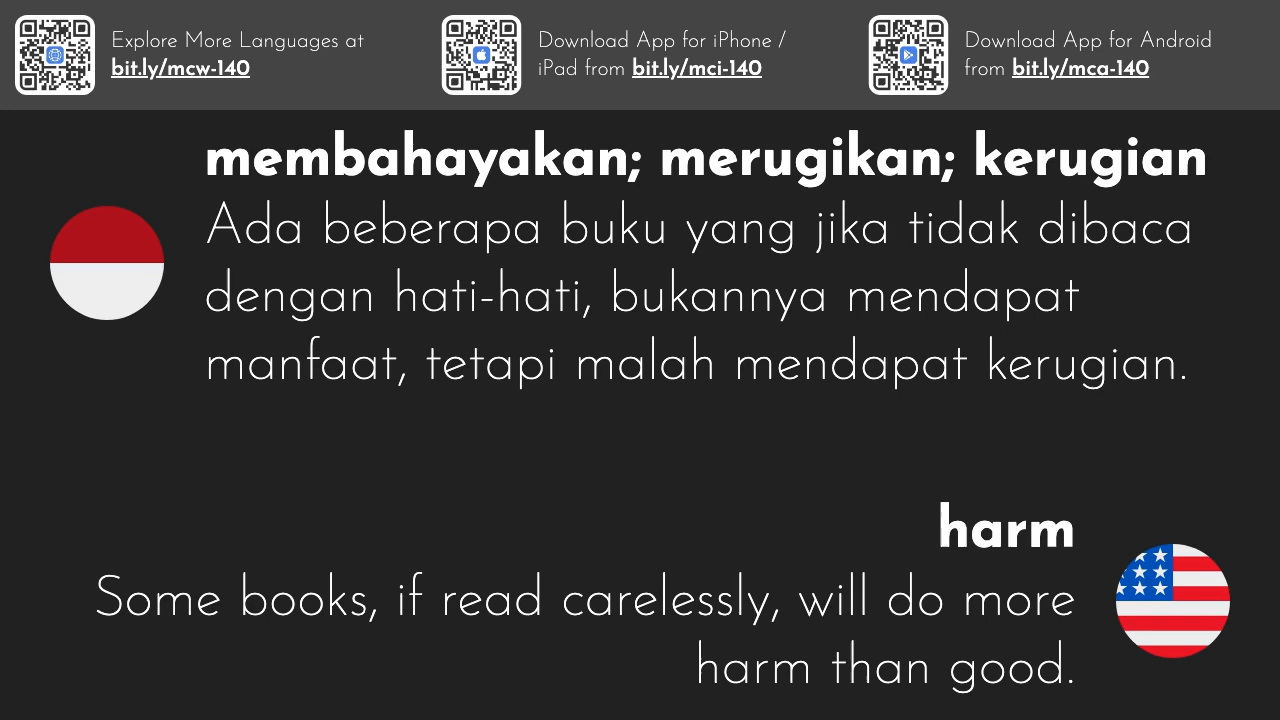 Explore More Languages at
bit.ly/mcw-140
Download App for iPhone /
iPad from bit.ly/mci-140
Download App for Android
from bit.ly/mca-140
membahayakan; merugikan; kerugian
Ada beberapa buku yang jika tidak dibaca
dengan hati-hati, bukannya mendapat
manfaat, tetapi malah mendapat kerugian.
harm
Some books, if read carelessly, will do more
harm than good.